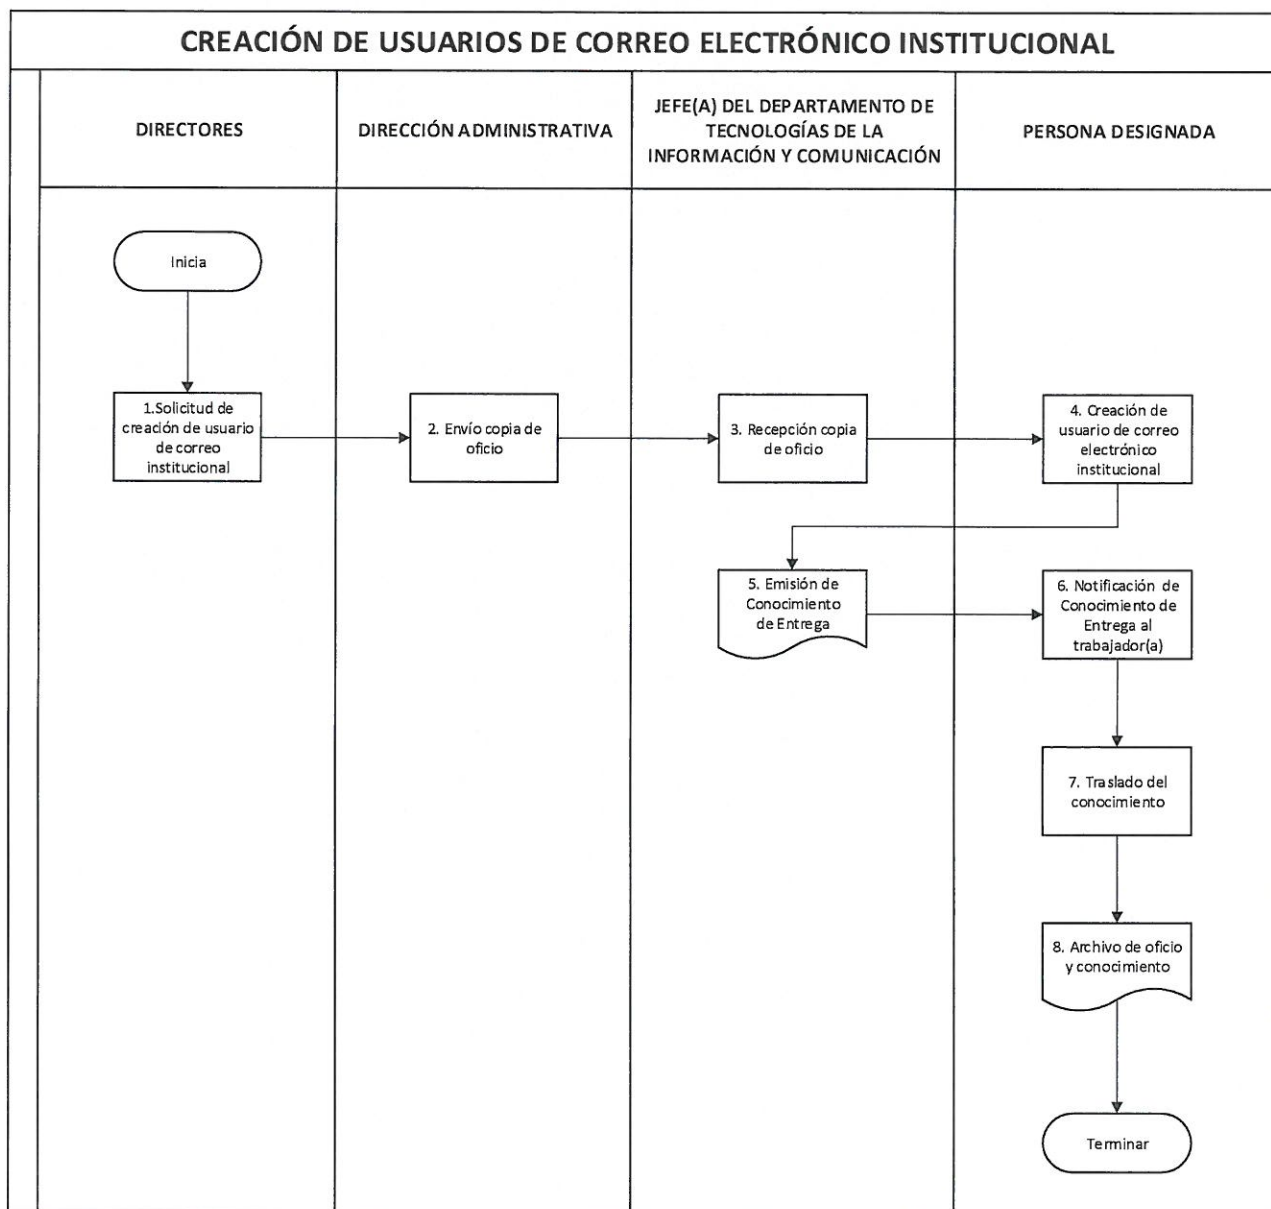 CREACIÓN DE USUARIOS DE CORREO ELECTRÓNICO INSTITUCIONAL
DIRECTORES
DIRECCIÓN ADMINISTRATIVA
JEFE(A) DEL DEPARTAMENTO DE
TECNOLOGÍAS DE LA
INFORMACIÓN Y COMUNICACIÓN
PERSONA DESIGNADA
Inicia
1.Solicitud de
creación de usuario
de correo
institucional
2. Envío copia de
oficio
3. Recepción copia
de oficio
4. Creación de
usuario de correo
electrónico
institucional
5. Emisión de
Conocimiento
de Entrega
6. Notificación de
Conocimiento de
Entrega al
trabajador(a)
7. Traslado del
conocimiento
8. Archivo de oficio
y conocimiento
Terminar